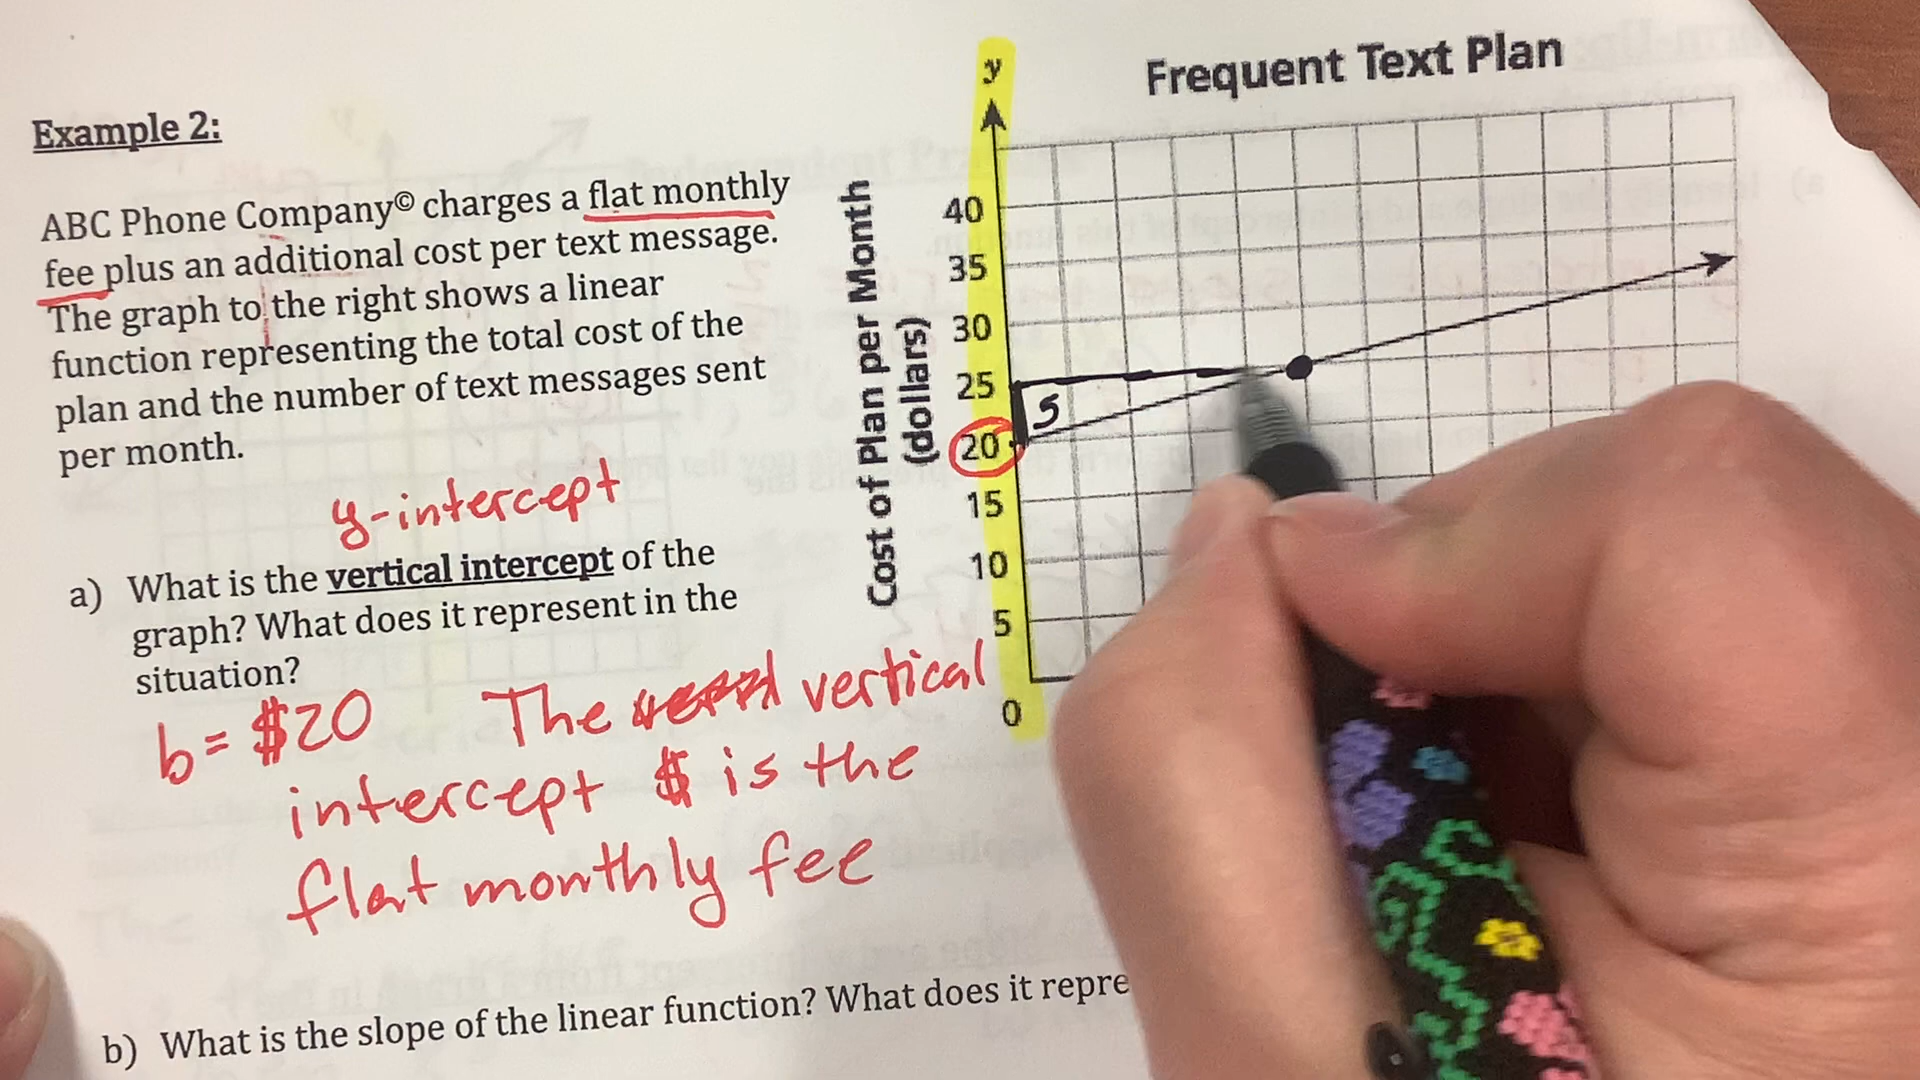 Frequent Text Plan
y
Example 2:
ABC Phone Company© charges a flat monthly
fee plus an additional cost per text message.
The graph to the right shows a linear
function representing the total cost of the
plan and the number of text messages sent
per month.
y-intercept
a) What is the vertical intercept of the
graph? What does it represent in the
situation?
b = $20 The vertical
intercept $ is the
flat monthly fee
b) What is the slope of the linear function? What does it repre
Cost of Plan per Month
(dollars)
40
35
30
25
20
15
10
5
0
5